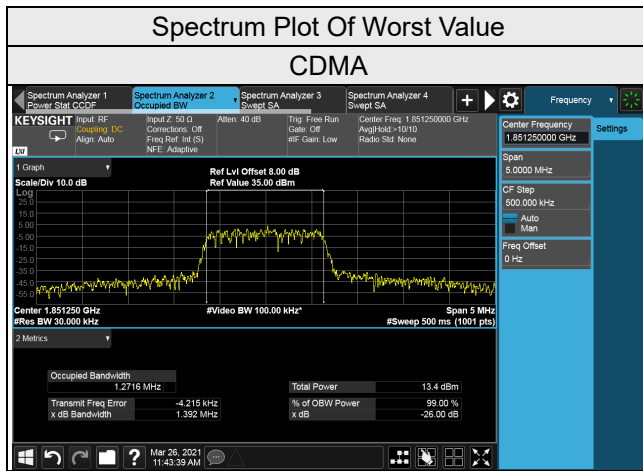 Spectrum Plot Of Worst Value
CDMA
Spectrum Analyzer 1
Power Stat CCDF
Spectrum Analyzer 2
Occupied BW
Spectrum Analyzer 3
Swept SA
Spectrum Analyzer 4
Swept SA
+
Frequency
KEYSIGHT
LXI
Input: RF
Coupling: DC
Align: Auto
Input Z: 50 Ω
Corrections: Off
Freq Ref: Int (S)
NFE: Adaptive
Atten: 40 dB
Trig: Free Run
Gate: Off
#IF Gain: Low
Center Freq: 1.851250000 GHz
Avg|Hold:>10/10
Radio Std: None
Center Frequency
1.851250000 GHz
Settings
Span
5.0000 MHz
CF Step
500.000 kHz
Auto
Man
Freq Offset
0 Hz
1 Graph
Scale/Div 10.0 dB
Ref Lvl Offset 8.00 dB
Ref Value 35.00 dBm
Log
25.0
15.0
5.00
-5.00
-15.0
-25.0
-35.0
-45.0
-55.0
Center 1.851250 GHz
#Res BW 30.000 kHz
#Video BW 100.00 kHz*
Span 5 MHz
#Sweep 500 ms (1001 pts)
2 Metrics
Occupied Bandwidth
1.2716 MHz
Total Power 13.4 dBm
Transmit Freq Error -4.215 kHz
% of OBW Power 99.00 %
x dB Bandwidth 1.392 MHz
x dB -26.00 dB
?
Mar 26, 2021
11:43:39 AM